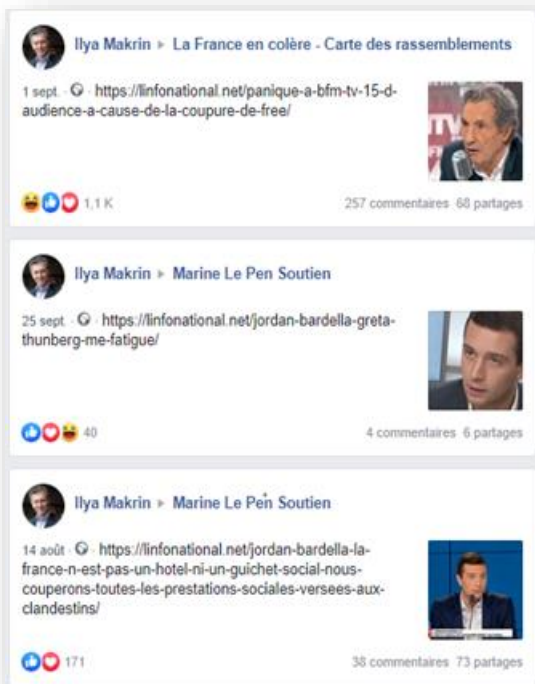 Ilya Makrin ▸ La France en colère - Carte des rassemblements
1 sept. · https://linfonational.net/panique-a-bfm-tv-15-d-
audience-a-cause-de-la-coupure-de-free/
1,1 K 257 commentaires 68 partages
Ilya Makrin ▸ Marine Le Pen Soutien
25 sept. · https://linfonational.net/jordan-bardella-greta-
thunberg-me-fatigue/
40 4 commentaires 6 partages
Ilya Makrin ▸ Marine Le Pen Soutien
14 août · https://linfonational.net/jordan-bardella-la-
france-n-est-pas-un-hotel-ni-un-guichet-social-nous-
couperons-toutes-les-prestations-sociales-versees-aux-
clandestins/
171 38 commentaires 73 partages